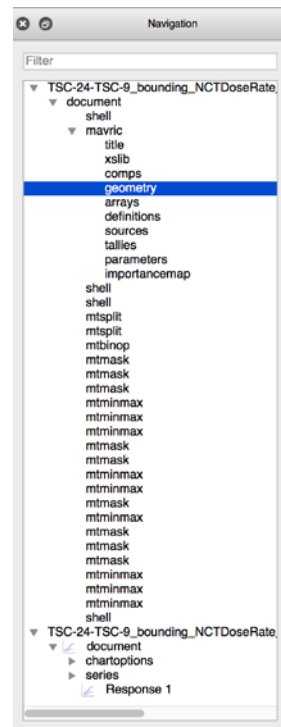 Navigation
Filter
TSC-24-TSC-9_bounding_NCTDoseRate_
document
shell
mavric
title
xslib
comps
geometry
arrays
definitions
sources
tallies
parameters
importancemap
shell
shell
mtsplit
mtsplit
mtbinop
mtmask
mtmask
mtmask
mtminmax
mtminmax
mtminmax
mtmask
mtmask
mtminmax
mtminmax
mtmask
mtminmax
mtmask
mtmask
mtmask
mtminmax
mtminmax
mtminmax
shell
TSC-24-TSC-9_bounding_NCTDoseRate_
document
chartoptions
series
Response 1